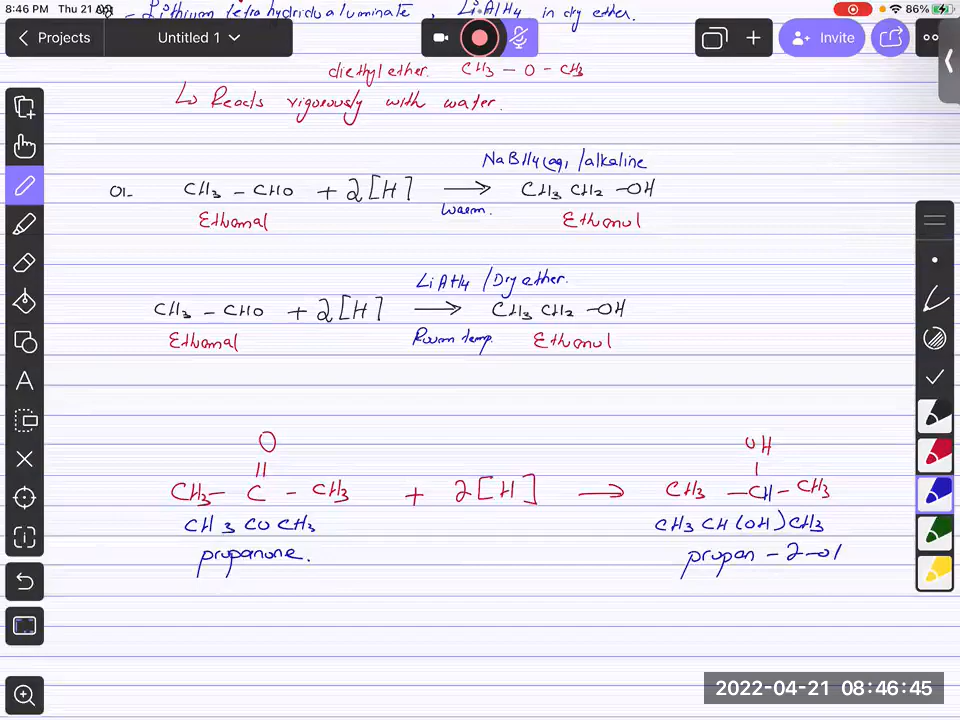 8:46 PM Thu 21 Apr
86%
- Lithium tetrahydridoaluminate, LiAlH4 in dry ether.
Projects
Untitled 1
Invite
diethylether. CH3 - O - CH3
↳ Reacts vigorously with water.
NaBH4(aq) /alkaline
01- CH3 - CHO + 2[H] → CH3 CH2 -OH
Ethanal
Warm.
Ethanol
LiAlH4 /Dry ether.
CH3 - CHO + 2[H] → CH3 CH2 -OH
Ethanal
Room temp.
Ethanol
O
OH
||
|
CH3 - C - CH3 + 2[H] → CH3 - CH - CH3
CH3 CO CH3
CH3 CH (OH) CH3
propanone.
propan - 2-ol
A
2022-04-21 08:46:45